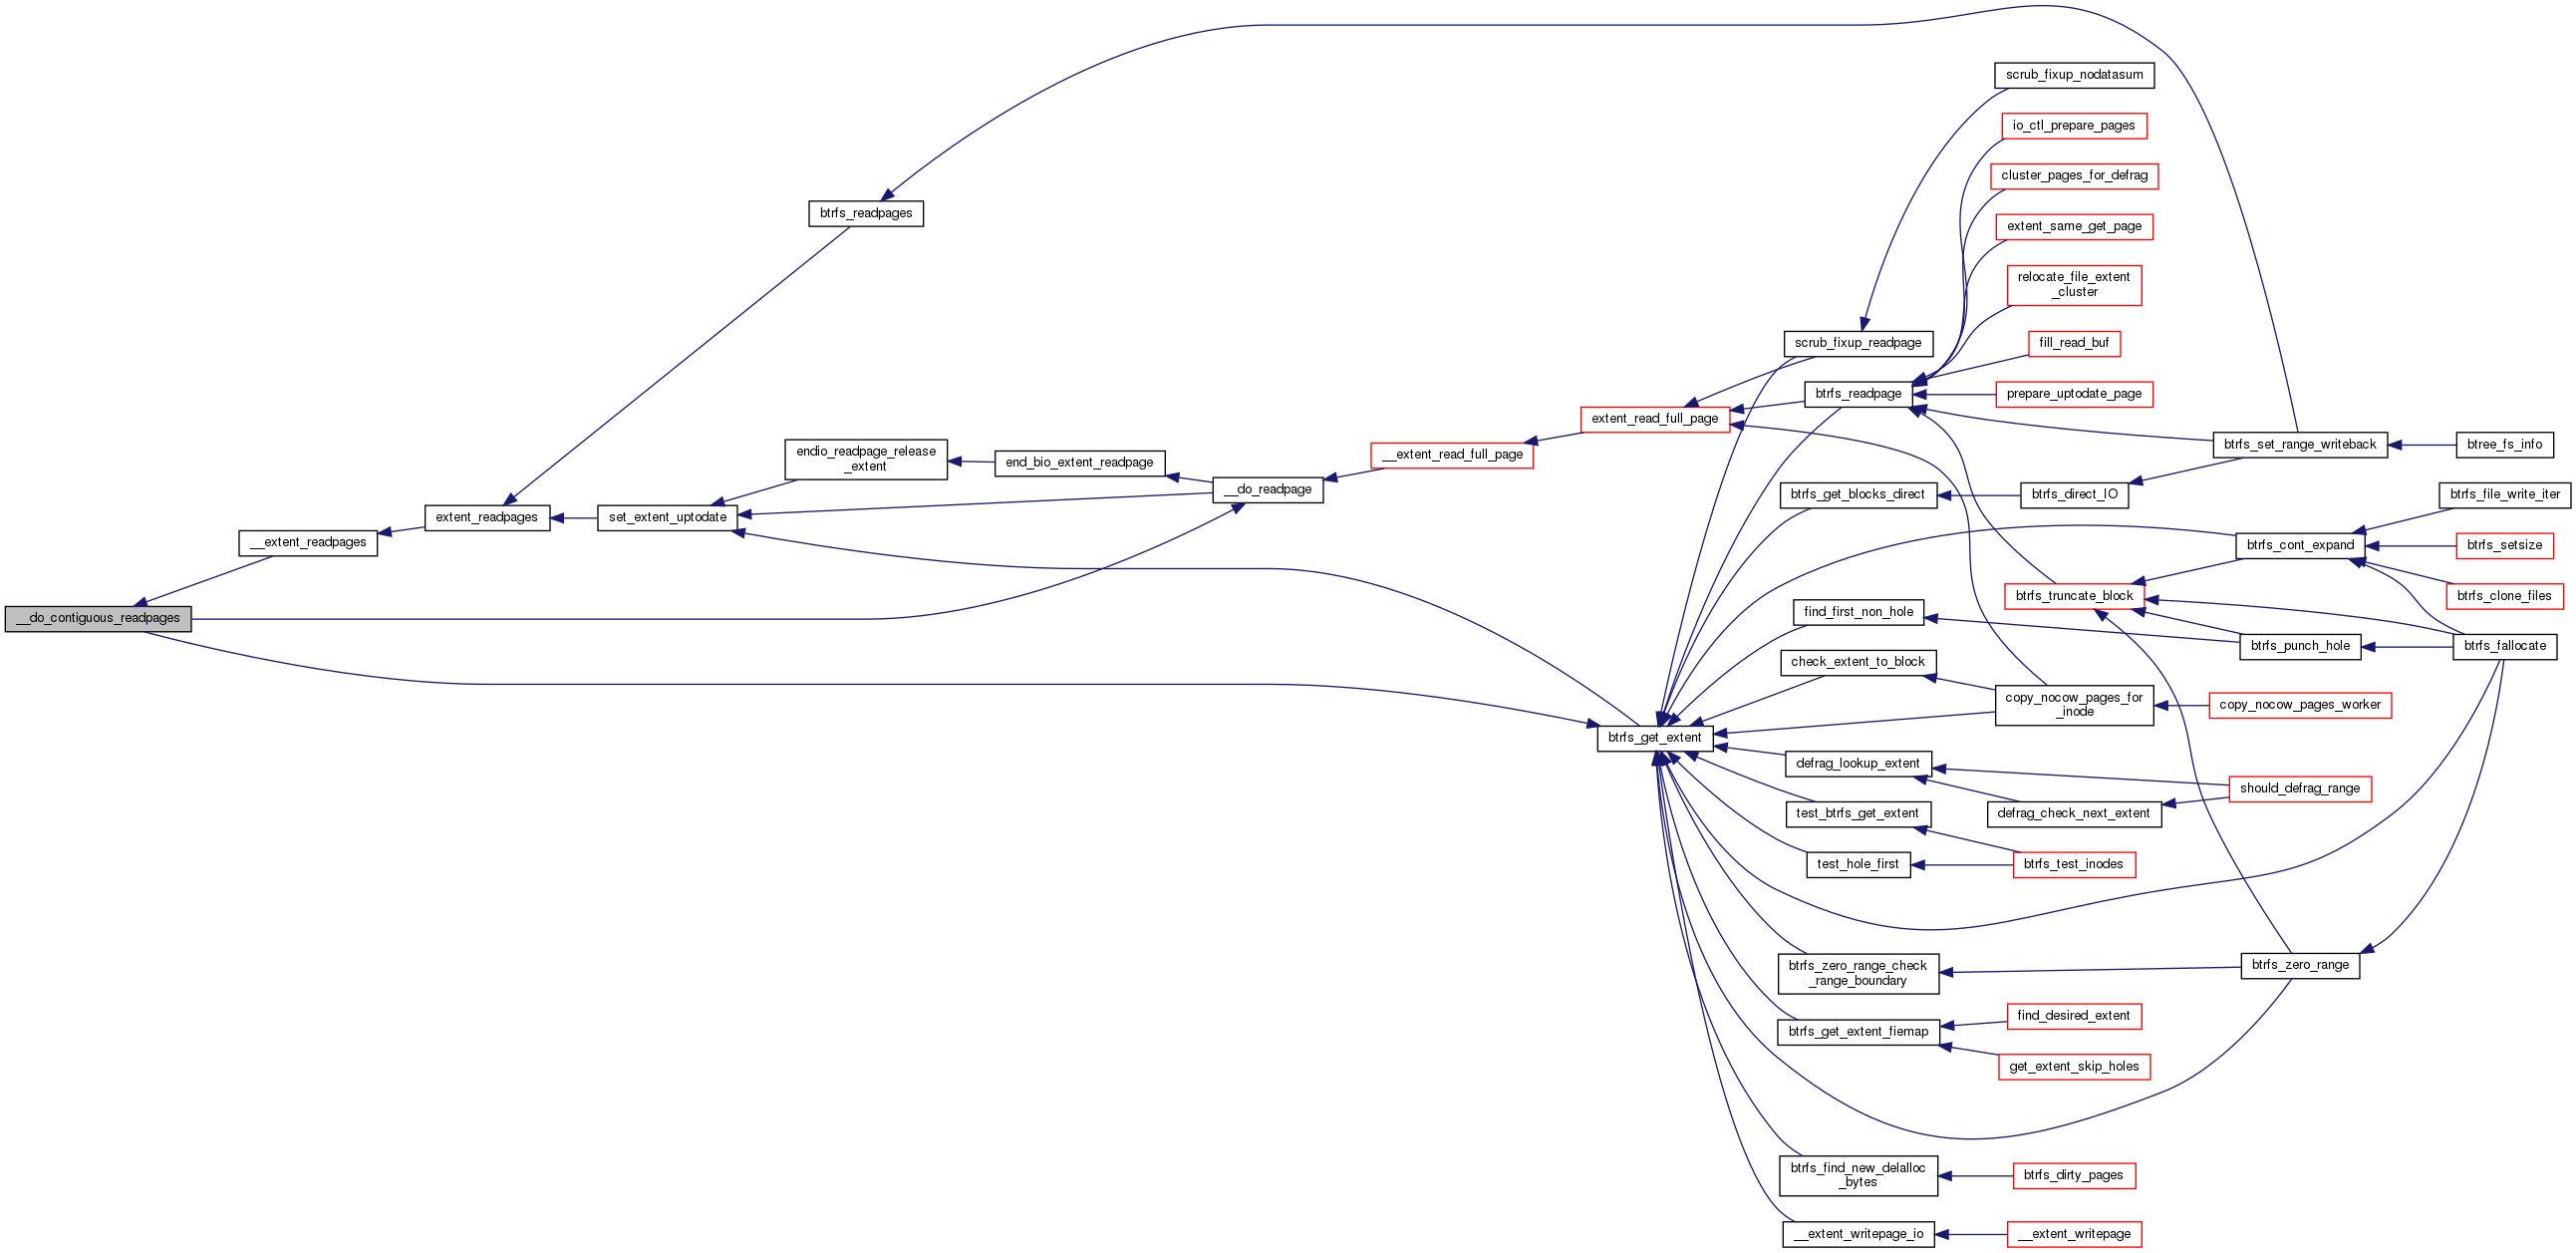 scrub_fixup_nodatasum
io_ctl_prepare_pages
cluster_pages_for_defrag
btrfs_readpages
extent_same_get_page
relocate_file_extent
_cluster
scrub_fixup_readpage
fill_read_buf
btrfs_readpage
prepare_uptodate_page
extent_read_full_page
btrfs_set_range_writeback
btree_fs_info
endio_readpage_release
_extent
end_bio_extent_readpage
__extent_read_full_page
__do_readpage
btrfs_get_blocks_direct
btrfs_direct_IO
btrfs_file_write_iter
extent_readpages
set_extent_uptodate
__extent_readpages
btrfs_cont_expand
btrfs_setsize
btrfs_truncate_block
btrfs_clone_files
__do_contiguous_readpages
find_first_non_hole
btrfs_punch_hole
btrfs_fallocate
check_extent_to_block
copy_nocow_pages_for
_inode
copy_nocow_pages_worker
btrfs_get_extent
defrag_lookup_extent
should_defrag_range
test_btrfs_get_extent
defrag_check_next_extent
test_hole_first
btrfs_test_inodes
btrfs_zero_range_check
_range_boundary
btrfs_zero_range
btrfs_get_extent_fiemap
find_desired_extent
get_extent_skip_holes
btrfs_find_new_delalloc
_bytes
btrfs_dirty_pages
__extent_writepage_io
__extent_writepage